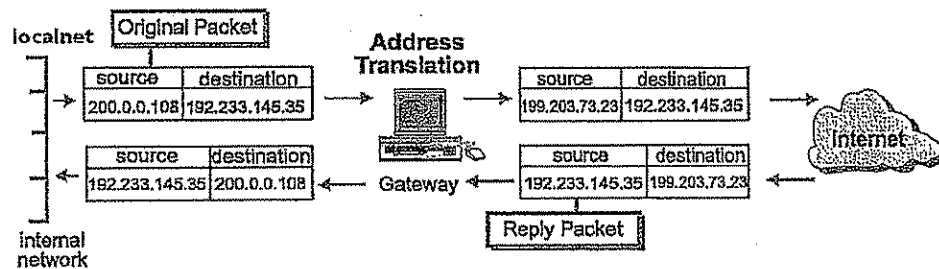 localnet
Original Packet
Address
Translation
source destination
200.0.0.108 192.233.145.35
source destination
199.203.73.23 192.233.145.35
Internet
source destination
192.233.145.35 200.0.0.108
Gateway
source destination
192.233.145.35 199.203.73.23
Reply Packet
internal
network